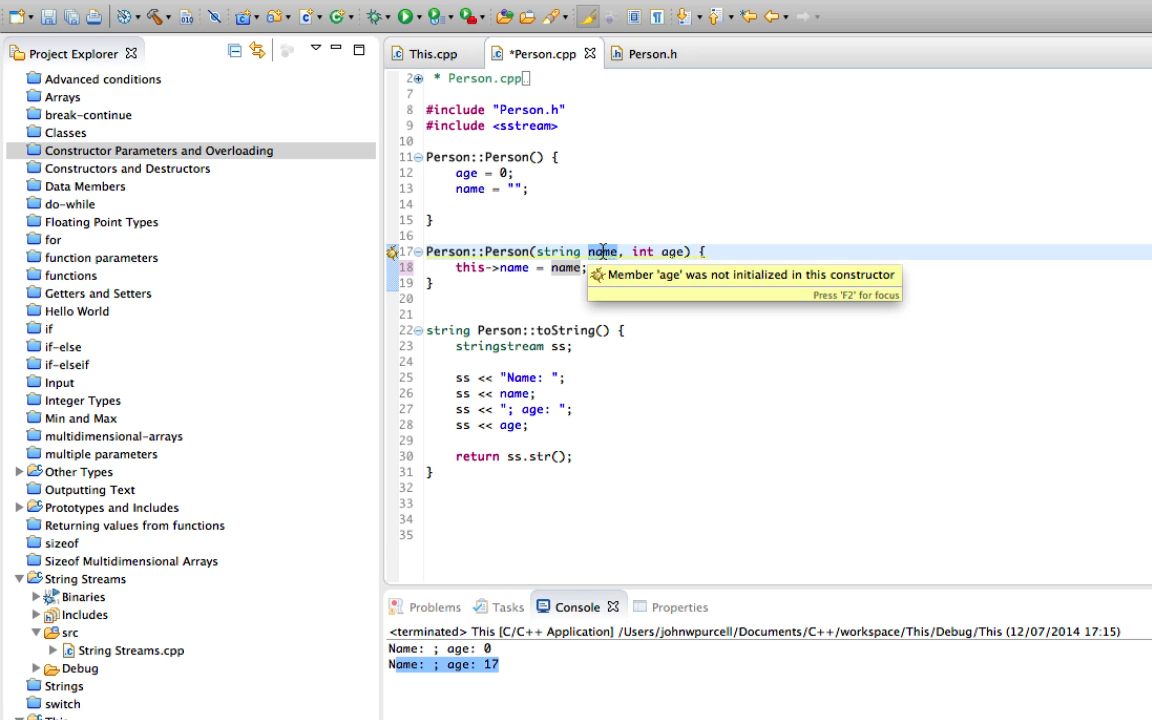 Project Explorer
This.cpp
*Person.cpp
Person.h
Advanced conditions
Arrays
break-continue
Classes
Constructor Parameters and Overloading
Constructors and Destructors
Data Members
do-while
Floating Point Types
for
function parameters
functions
Getters and Setters
Hello World
if
if-else
if-elseif
Input
Integer Types
Min and Max
multidimensional-arrays
multiple parameters
Other Types
Outputting Text
Prototypes and Includes
Returning values from functions
sizeof
Sizeof Multidimensional Arrays
String Streams
Binaries
Includes
src
String Streams.cpp
Debug
Strings
switch
2 * Person.cpp
7
8 #include "Person.h"
9 #include <sstream>
10
11 Person::Person() {
12 age = 0;
13 name = "";
14
15 }
16
17 Person::Person(string name, int age) {
18 this->name = name;
Member 'age' was not initialized in this constructor
Press 'F2' for focus
19 }
20
21
22 string Person::toString() {
23 stringstream ss;
24
25 ss << "Name: ";
26 ss << name;
27 ss << "; age: ";
28 ss << age;
29
30 return ss.str();
31 }
32
33
34
35
Problems Tasks Console Properties
<terminated> This [C/C++ Application] /Users/johnwpurcell/Documents/C++/workspace/This/Debug/This (12/07/2014 17:15)
Name: ; age: 0
Name: ; age: 17